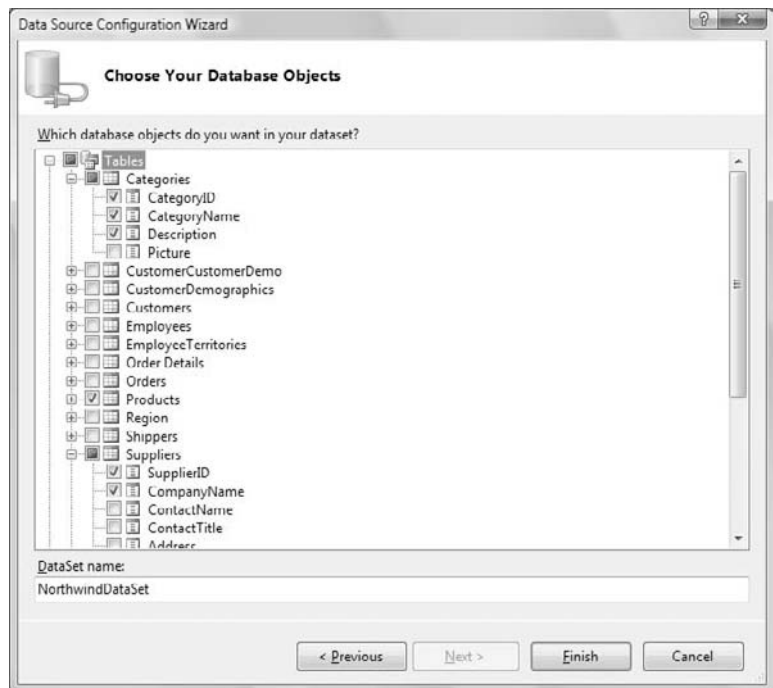 Data Source Configuration Wizard
Choose Your Database Objects
Which database objects do you want in your dataset?
Tables
Categories
CategoryID
CategoryName
Description
Picture
CustomerCustomerDemo
CustomerDemographics
Customers
Employees
EmployeeTerritories
Order Details
Orders
Products
Region
Shippers
Suppliers
SupplierID
CompanyName
ContactName
ContactTitle
Address
DataSet name:
NorthwindDataSet
< Previous Next > Finish Cancel